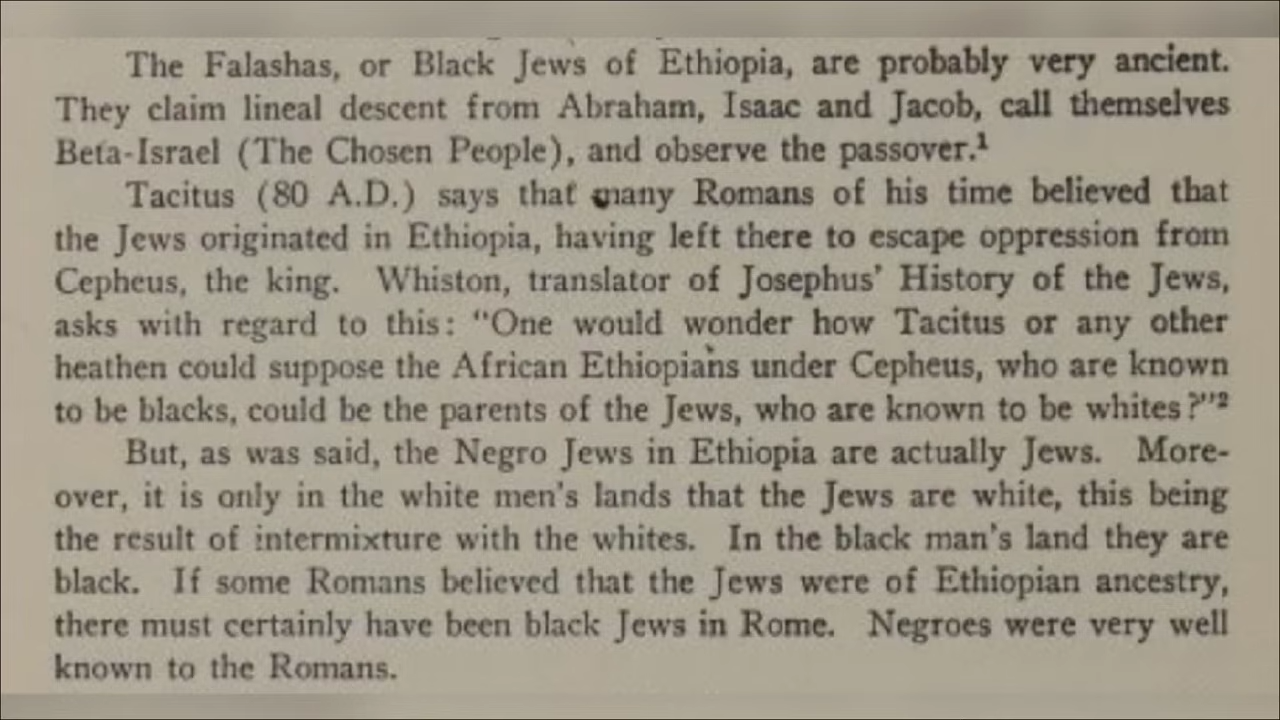 The Falashas, or Black Jews of Ethiopia, are probably very ancient.
They claim lineal descent from Abraham, Isaac and Jacob, call themselves
Beta-Israel (The Chosen People), and observe the passover.¹
Tacitus (80 A.D.) says that many Romans of his time believed that
the Jews originated in Ethiopia, having left there to escape oppression from
Cepheus, the king. Whiston, translator of Josephus' History of the Jews,
asks with regard to this: "One would wonder how Tacitus or any other
heathen could suppose the African Ethiopians under Cepheus, who are known
to be blacks, could be the parents of the Jews, who are known to be whites?"²
But, as was said, the Negro Jews in Ethiopia are actually Jews. More-
over, it is only in the white men's lands that the Jews are white, this being
the result of intermixture with the whites. In the black man's land they are
black. If some Romans believed that the Jews were of Ethiopian ancestry,
there must certainly have been black Jews in Rome. Negroes were very well
known to the Romans.